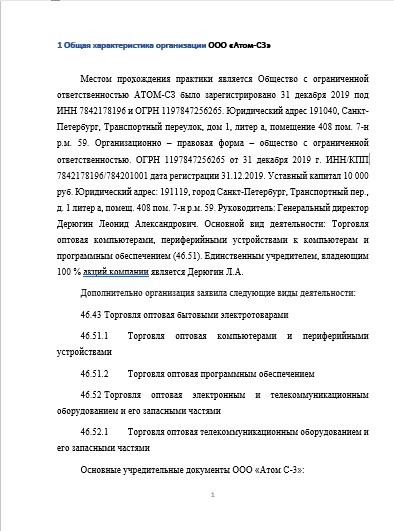 1 Общая характеристика организации ООО «Атом-СЗ»
Местом прохождения практики является Общество с ограниченной
ответственностью АТОМ-СЗ было зарегистрировано 31 декабря 2019 под
ИНН 7842178196 и ОГРН 1197847256265. Юридический адрес 191040, Санкт-
Петербург, Транспортный переулок, дом 1, литер а, помещение 408 пом. 7-н
р.м. 59. Организационно – правовая форма – общество с ограниченной
ответственностью. ОГРН 1197847256265 от 31 декабря 2019 г. ИНН/КПП
7842178196/784201001 дата регистрации 31.12.2019. Уставный капитал 10 000
руб. Юридический адрес: 191119, город Санкт-Петербург, Транспортный пер.,
д. 1 литер а, помещ. 408 пом. 7-н р.м. 59. Руководитель: Генеральный директор
Дерюгин Леонид Александрович. Основной вид деятельности: Торговля
оптовая компьютерами, периферийными устройствами к компьютерам и
программным обеспечением (46.51). Единственным учредителем, владеющим
100 % акций.компании является Дерюгин Л.А.
Дополнительно организация заявила следующие виды деятельности:
46.43 Торговля оптовая бытовыми электротоварами
46.51.1 Торговля оптовая компьютерами и периферийными
устройствами
46.51.2 Торговля оптовая программным обеспечением
46.52 Торговля оптовая электронным и телекоммуникационным
оборудованием и его запасными частями
46.52.1 Торговля оптовая телекоммуникационным оборудованием и
его запасными частями
Основные учредительные документы ООО «Атом С-З»:
1